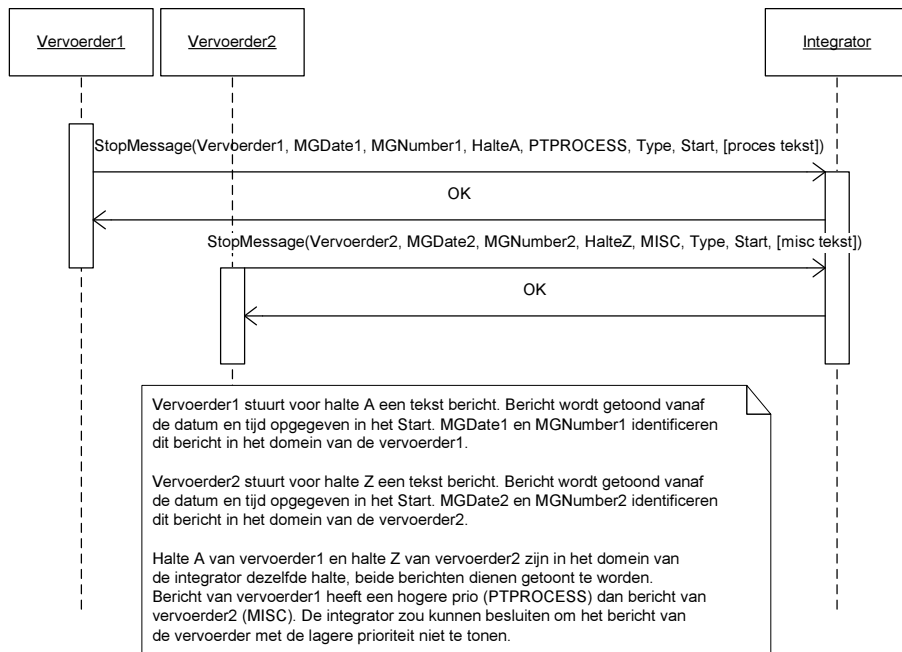 Vervoerder1
Vervoerder2
Integrator
StopMessage(Vervoerder1, MGDate1, MGNumber1, HalteA, PTPROCESS, Type, Start, [proces tekst])
OK
StopMessage(Vervoerder2, MGDate2, MGNumber2, HalteZ, MISC, Type, Start, [misc tekst])
OK
Vervoerder1 stuurt voor halte A een tekst bericht. Bericht wordt getoond vanaf
de datum en tijd opgegeven in het Start. MGDate1 en MGNumber1 identificeren
dit bericht in het domein van de vervoerder1.
Vervoerder2 stuurt voor halte Z een tekst bericht. Bericht wordt getoond vanaf
de datum en tijd opgegeven in het Start. MGDate2 en MGNumber2 identificeren
dit bericht in het domein van de vervoerder2.
Halte A van vervoerder1 en halte Z van vervoerder2 zijn in het domein van
de integrator dezelfde halte, beide berichten dienen getoont te worden.
Bericht van vervoerder1 heeft een hogere prio (PTPROCESS) dan bericht van
vervoerder2 (MISC). De integrator zou kunnen besluiten om het bericht van
de vervoerder met de lagere prioriteit niet te tonen.